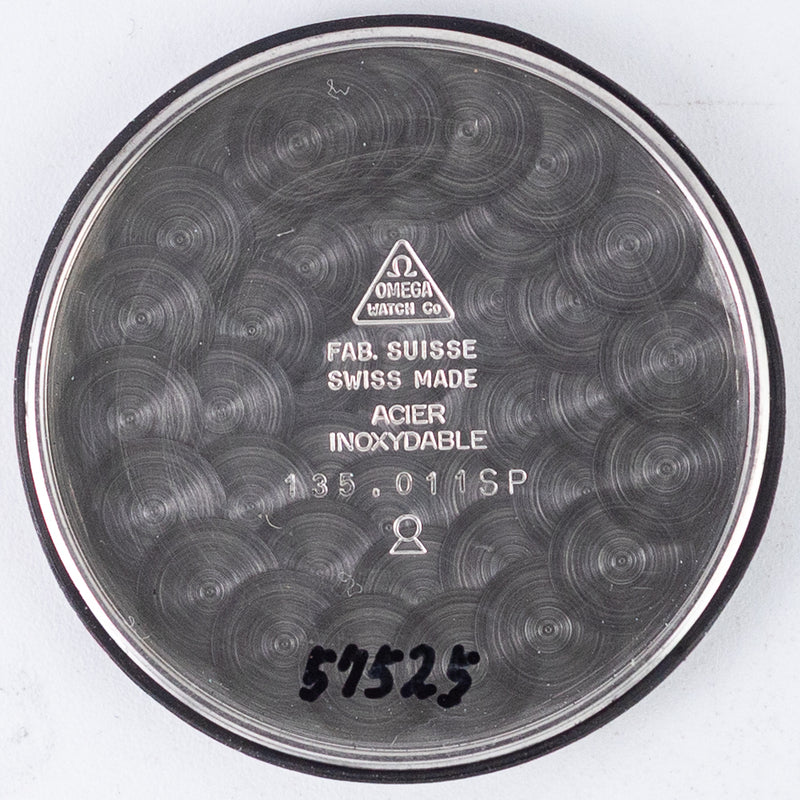 Ω
OMEGA
WATCH Co
FAB. SUISSE
SWISS MADE
ACIER
INOXYDABLE
135.011SP
57525